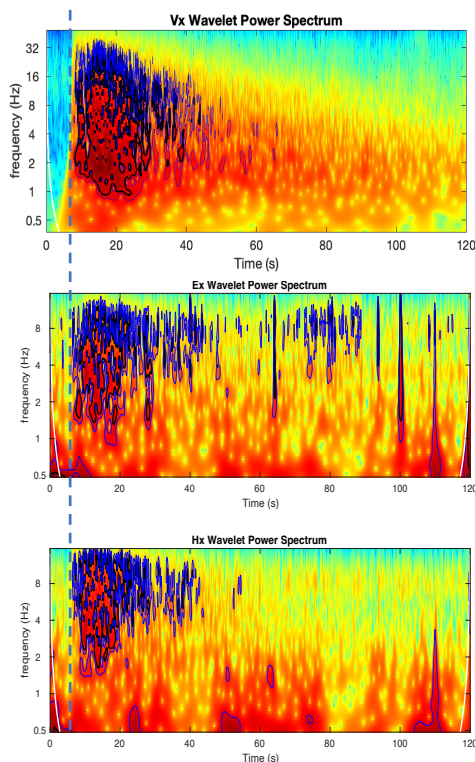 Vx Wavelet Power Spectrum
frequency (Hz)
32
16
8
4
2
1
0.5
0 20 40 60 80 100 120
Time (s)
Ex Wavelet Power Spectrum
frequency (Hz)
8
4
2
1
0.5
0 20 40 60 80 100 120
Time (s)
Hx Wavelet Power Spectrum
frequency (Hz)
8
4
2
1
0.5
0 20 40 60 80 100 120
Time (s)